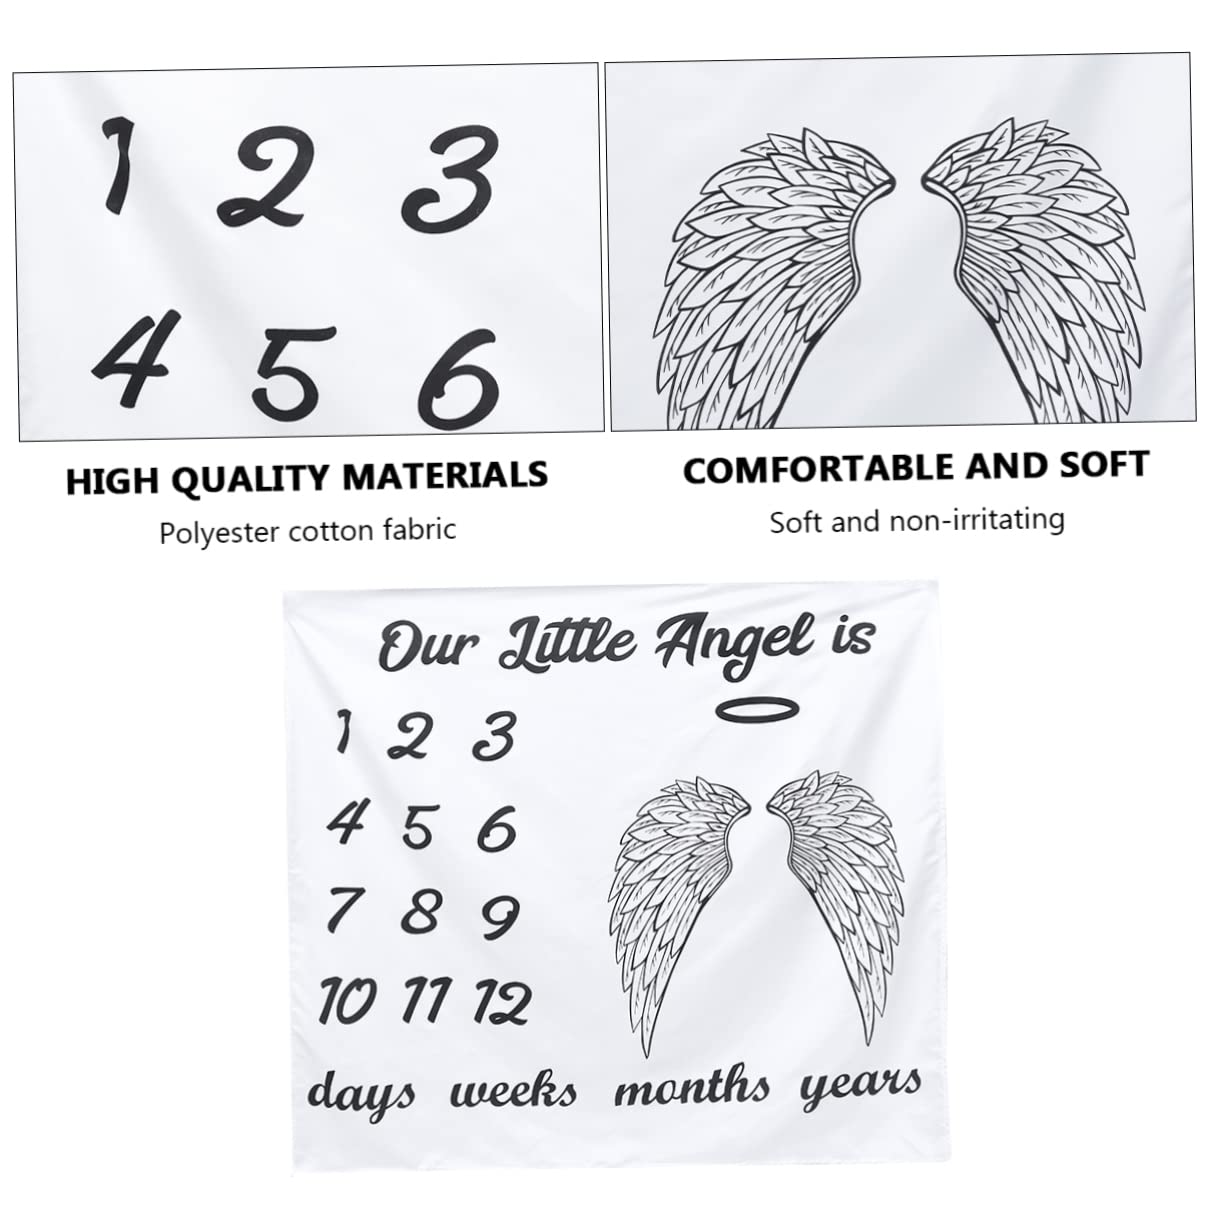 1 2 3
4 5 6
HIGH QUALITY MATERIALS
Polyester cotton fabric
COMFORTABLE AND SOFT
Soft and non-irritating
Our Little Angel is
1 2 3
4 5 6
7 8 9
10 11 12
days weeks months years